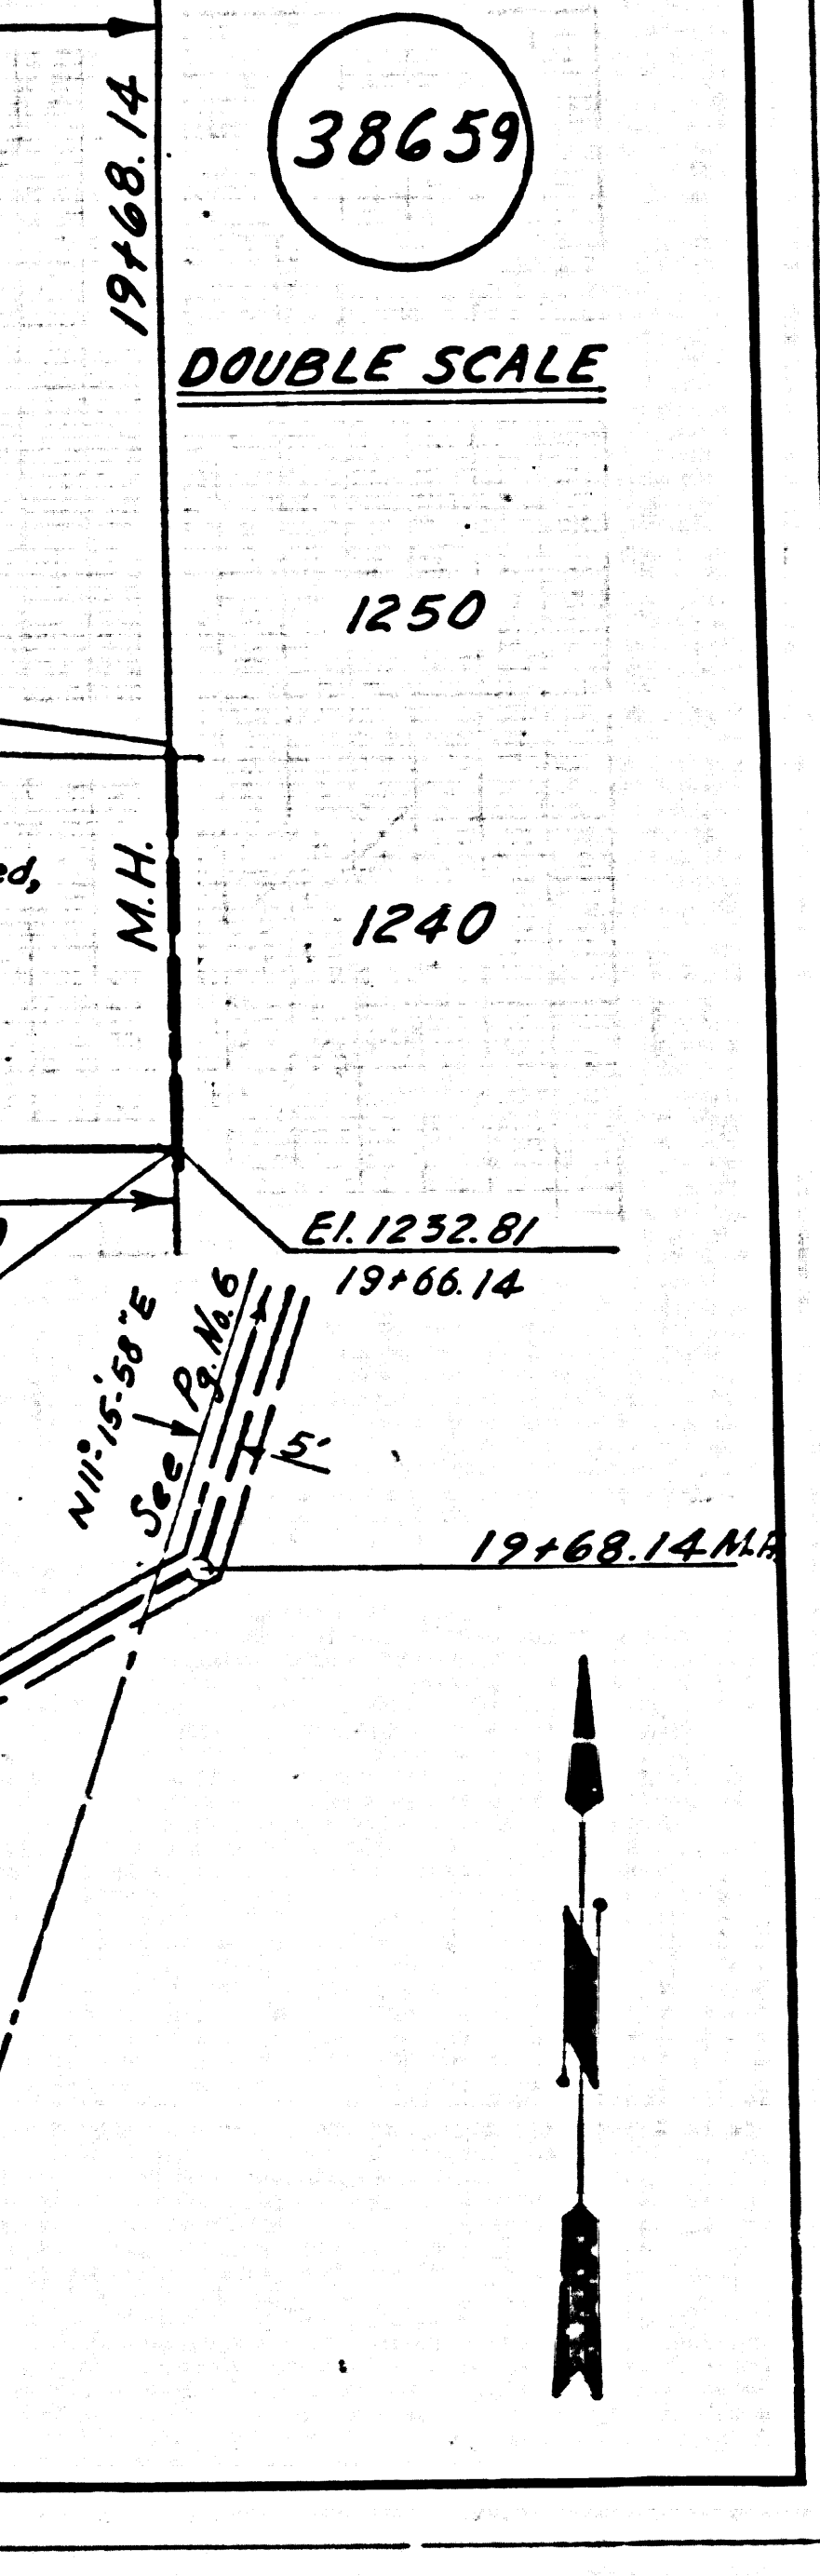 38659
19+68.14
DOUBLE SCALE
1250
ed,
M.H.
1240
El. 1232.81
19+66.14
N11°-15'-58"E
See Pg. No. 6
5'
19+68.14 M.H.